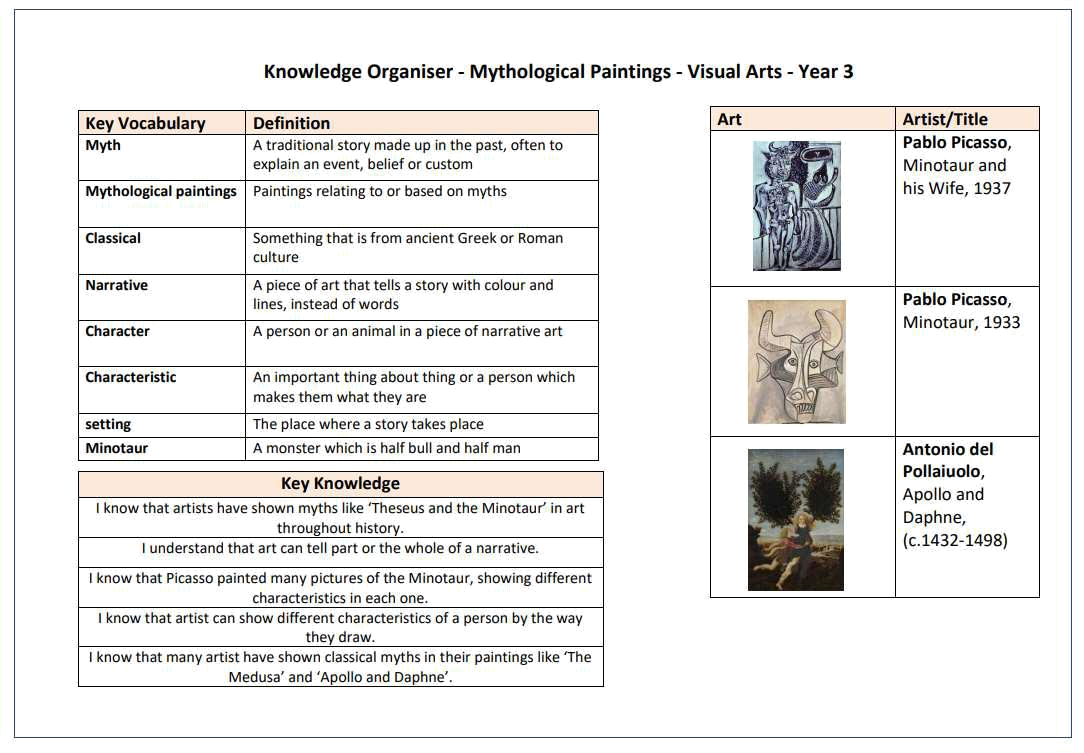 Knowledge Organiser - Mythological Paintings - Visual Arts - Year 3
Key Vocabulary
Definition
Myth
A traditional story made up in the past, often to
explain an event, belief or custom
Mythological paintings
Paintings relating to or based on myths
Classical
Something that is from ancient Greek or Roman
culture
Narrative
A piece of art that tells a story with colour and
lines, instead of words
Character
A person or an animal in a piece of narrative art
Characteristic
An important thing about thing or a person which
makes them what they are
setting
The place where a story takes place
Minotaur
A monster which is half bull and half man
Key Knowledge
I know that artists have shown myths like ‘Theseus and the Minotaur’ in art
throughout history.
I understand that art can tell part or the whole of a narrative.
I know that Picasso painted many pictures of the Minotaur, showing different
characteristics in each one.
I know that artist can show different characteristics of a person by the way
they draw.
I know that many artist have shown classical myths in their paintings like ‘The
Medusa’ and ‘Apollo and Daphne’.
Art
Artist/Title
Pablo Picasso,
Minotaur and
his Wife, 1937
Pablo Picasso,
Minotaur, 1933
Antonio del
Pollaiuolo,
Apollo and
Daphne,
(c.1432-1498)